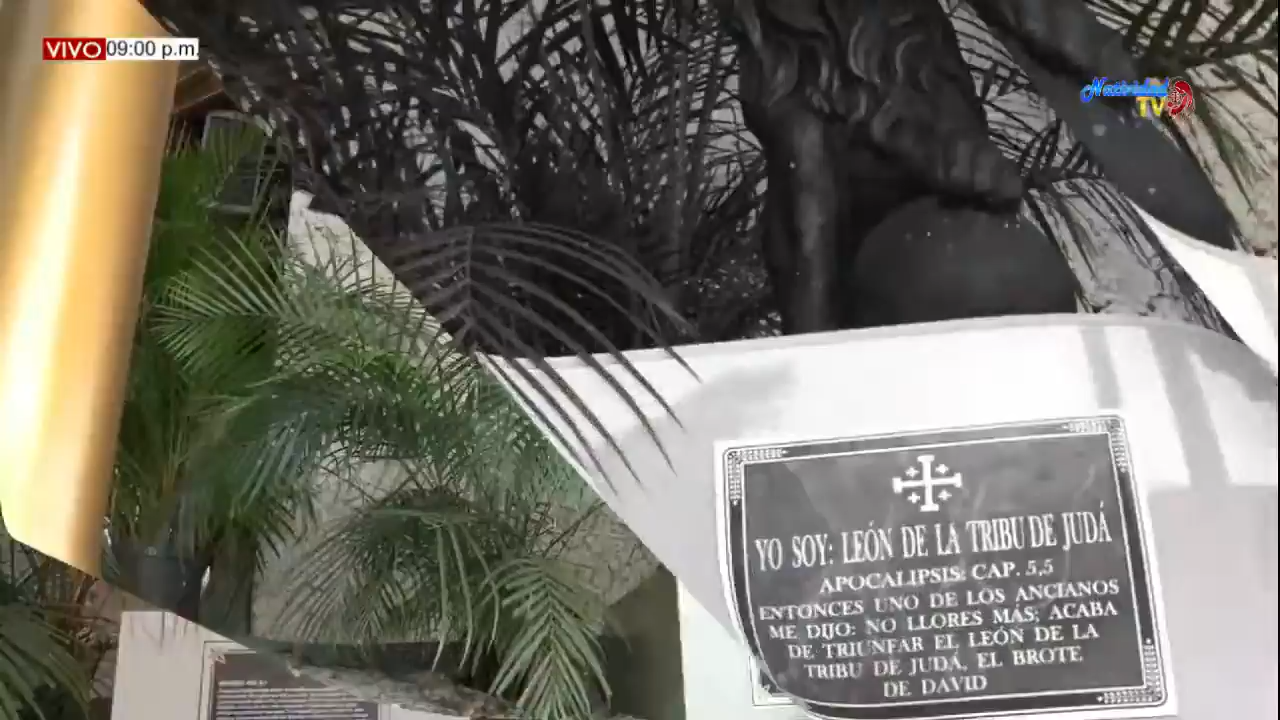 VIVO 09:00 p.m.
Natividad
TV
YO SOY: LEÓN DE LA TRIBU DE JUDÁ
APOCALIPSIS: CAP. 5,5
ENTONCES UNO DE LOS ANCIANOS
ME DIJO: NO LLORES MÁS; ACABA
DE TRIUNFAR EL LEÓN DE LA
TRIBU DE JUDÁ, EL BROTE
DE DAVID